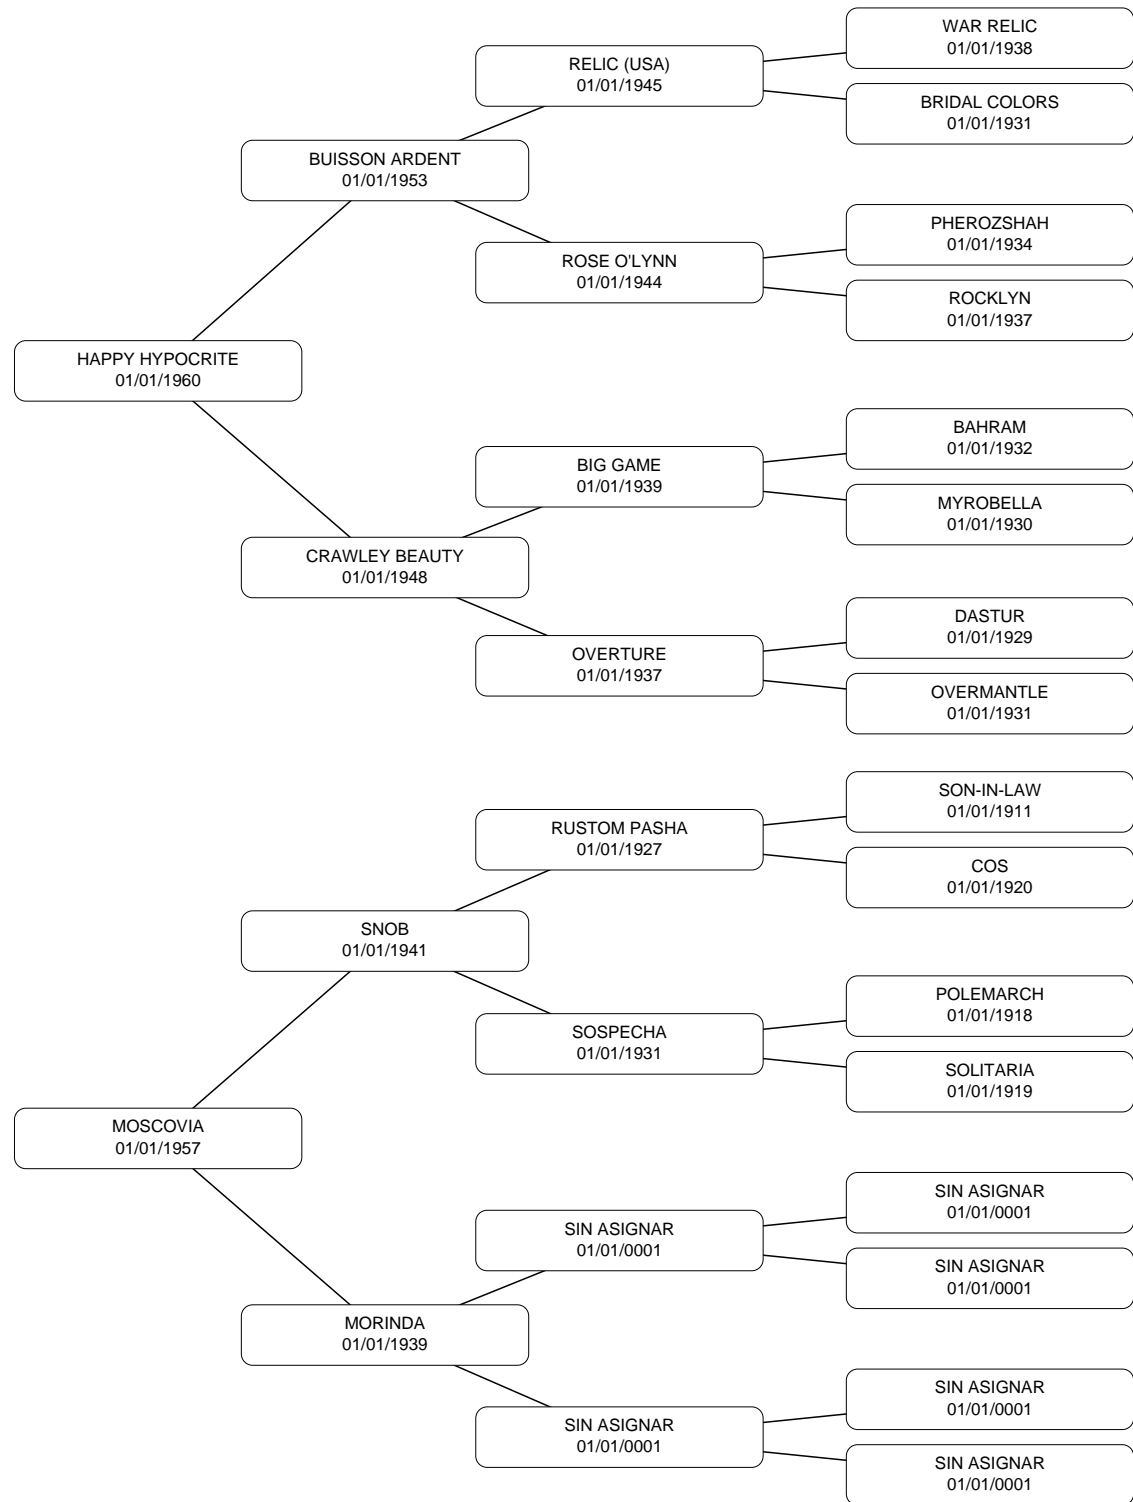 WAR RELIC
01/01/1938
RELIC (USA)
01/01/1945
BRIDAL COLORS
01/01/1931
BUISSON ARDENT
01/01/1953
PHEROZSHAH
01/01/1934
ROSE O'LYNN
01/01/1944
ROCKLYN
01/01/1937
HAPPY HYPOCRITE
01/01/1960
BAHRAM
01/01/1932
BIG GAME
01/01/1939
MYROBELLA
01/01/1930
CRAWLEY BEAUTY
01/01/1948
DASTUR
01/01/1929
OVERTURE
01/01/1937
OVERMANTLE
01/01/1931
SON-IN-LAW
01/01/1911
RUSTOM PASHA
01/01/1927
COS
01/01/1920
SNOB
01/01/1941
POLEMARCH
01/01/1918
SOSPECHA
01/01/1931
SOLITARIA
01/01/1919
MOSCOVIA
01/01/1957
SIN ASIGNAR
01/01/0001
SIN ASIGNAR
01/01/0001
SIN ASIGNAR
01/01/0001
MORINDA
01/01/1939
SIN ASIGNAR
01/01/0001
SIN ASIGNAR
01/01/0001
SIN ASIGNAR
01/01/0001